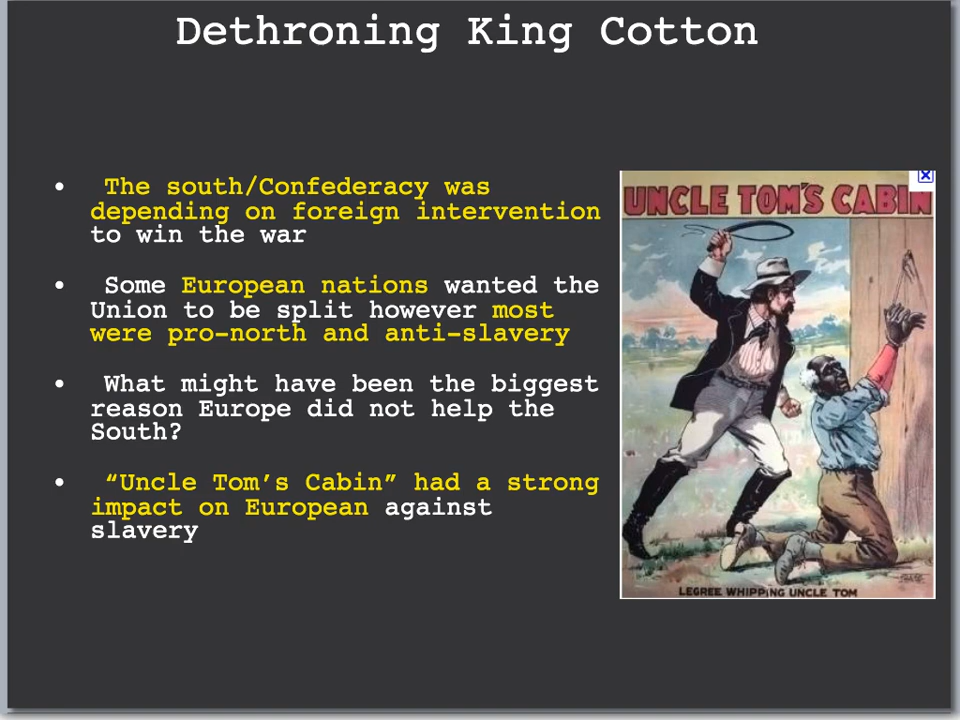 Dethroning King Cotton
• The south/Confederacy was
depending on foreign intervention
to win the war
• Some European nations wanted the
Union to be split however most
were pro-north and anti-slavery
• What might have been the biggest
reason Europe did not help the
South?
• “Uncle Tom’s Cabin” had a strong
impact on European against
slavery
UNCLE TOM'S CABIN
LEGREE WHIPPING UNCLE TOM